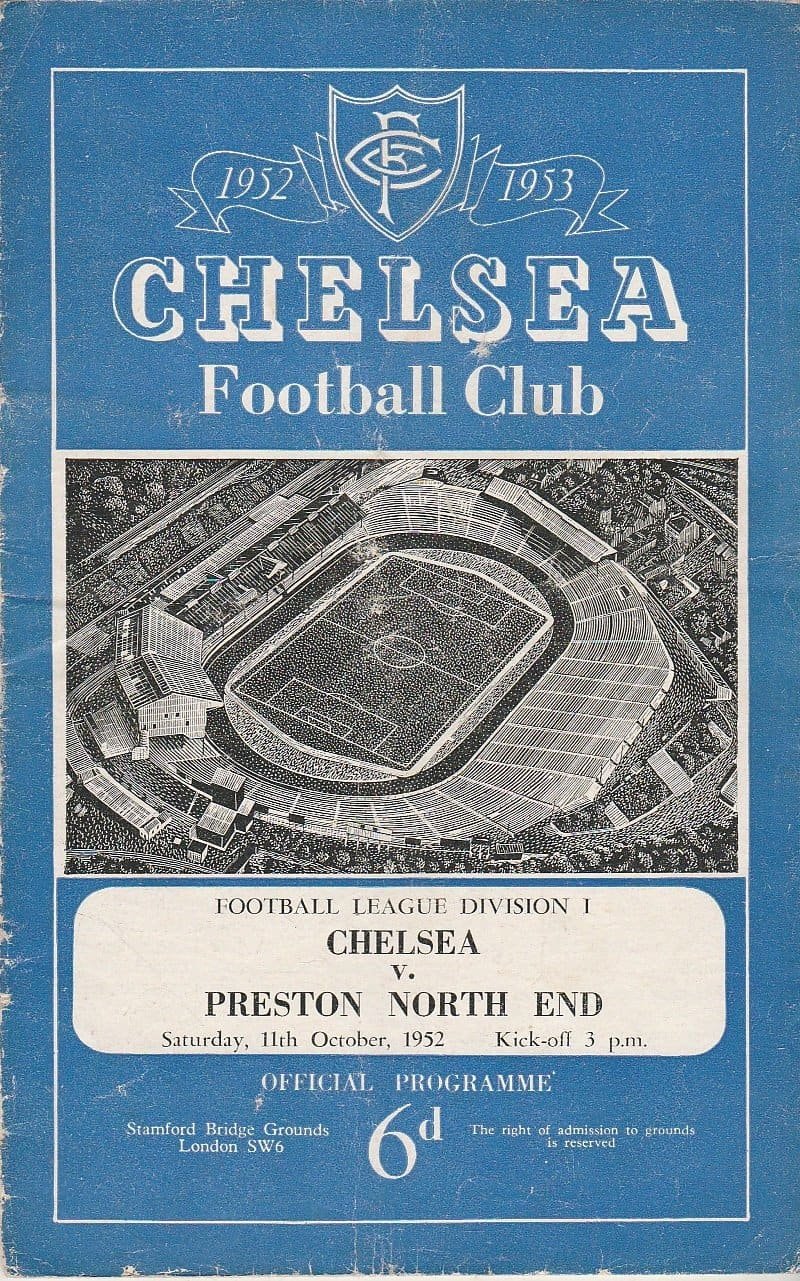 1952 CFC 1953
CHELSEA
Football Club
FOOTBALL LEAGUE DIVISION I
CHELSEA
v.
PRESTON NORTH END
Saturday, 11th October, 1952 Kick-off 3 p.m.
OFFICIAL PROGRAMME
Stamford Bridge Grounds
London SW6
6d
The right of admission to grounds
is reserved